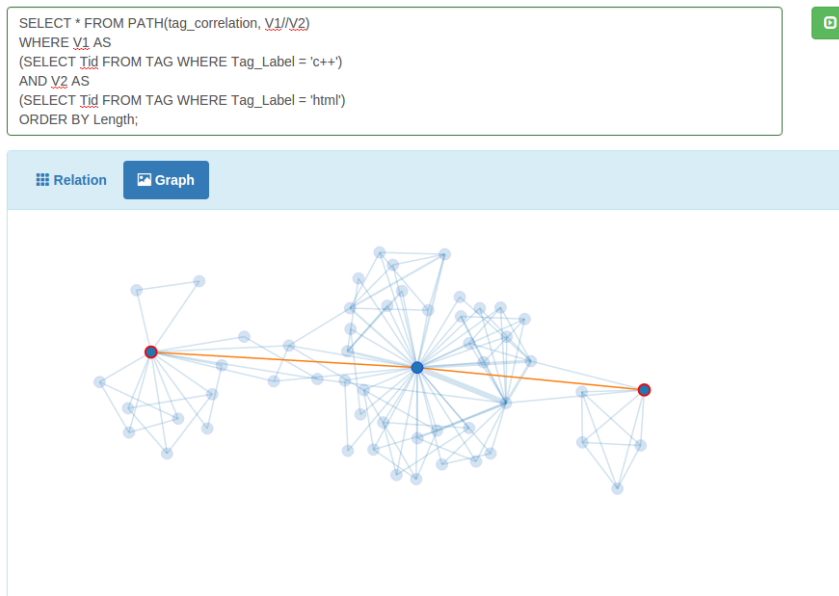 SELECT * FROM PATH(tag_correlation, V1//V2)
WHERE V1 AS
(SELECT Tid FROM TAG WHERE Tag_Label = 'c++')
AND V2 AS
(SELECT Tid FROM TAG WHERE Tag_Label = 'html')
ORDER BY Length;
Relation
Graph